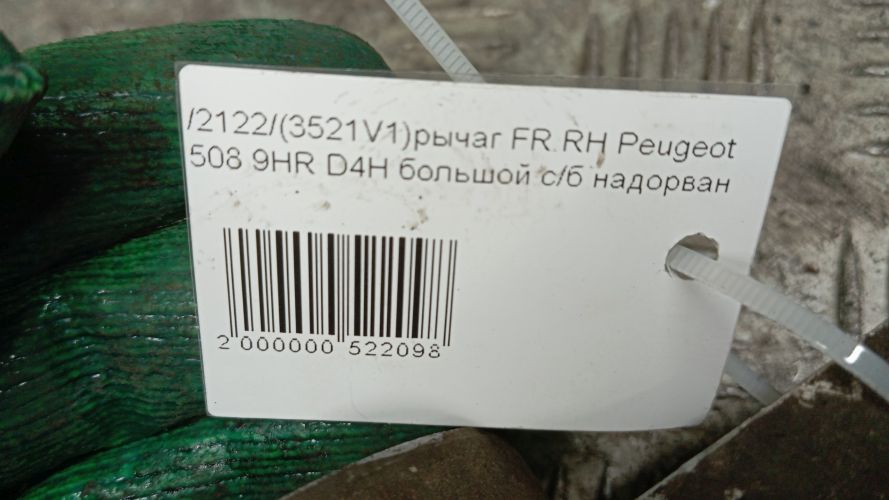 /2122/(3521V1)рычаг FR RH Peugeot
508 9HR D4H большой с/б надорван
2 000000 522098